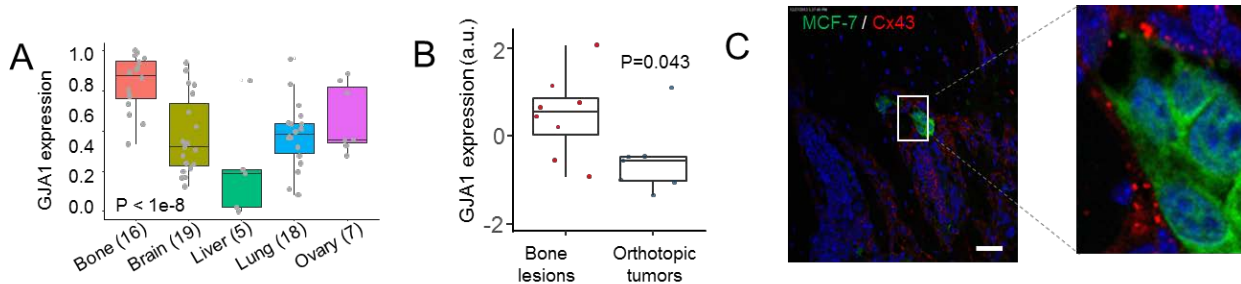 A
GJA1 expression
1.0
0.8
0.6
0.4
0.2
0.0
P < 1e-8
Bone (16)
Brain (19)
Liver (5)
Lung (18)
Ovary (7)
B
GJA1 expression (a.u.)
2
0
-2
P=0.043
Bone
lesions
Orthotopic
tumors
C
MCF-7 / Cx43